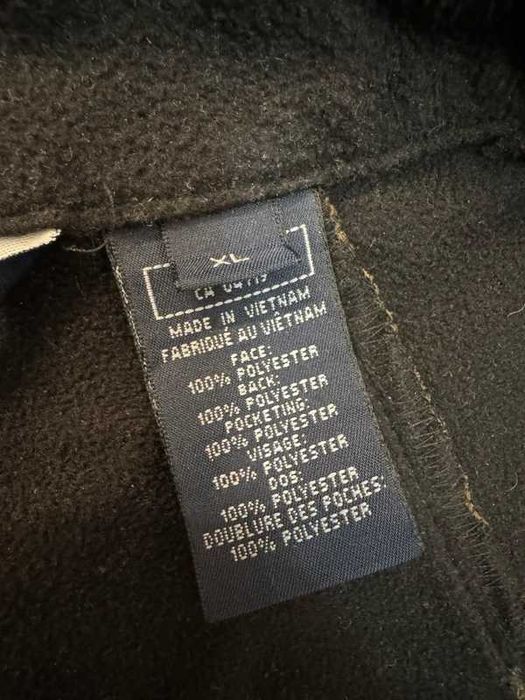 XL
CA 04119
MADE IN VIETNAM
FABRIQUÉ AU VIÊTNAM
FACE:
100% POLYESTER
BACK:
100% POLYESTER
POCKETING:
100% POLYESTER
VISAGE:
100% POLYESTER
DOS:
100% POLYESTER
DOUBLURE DES POCHES:
100% POLYESTER